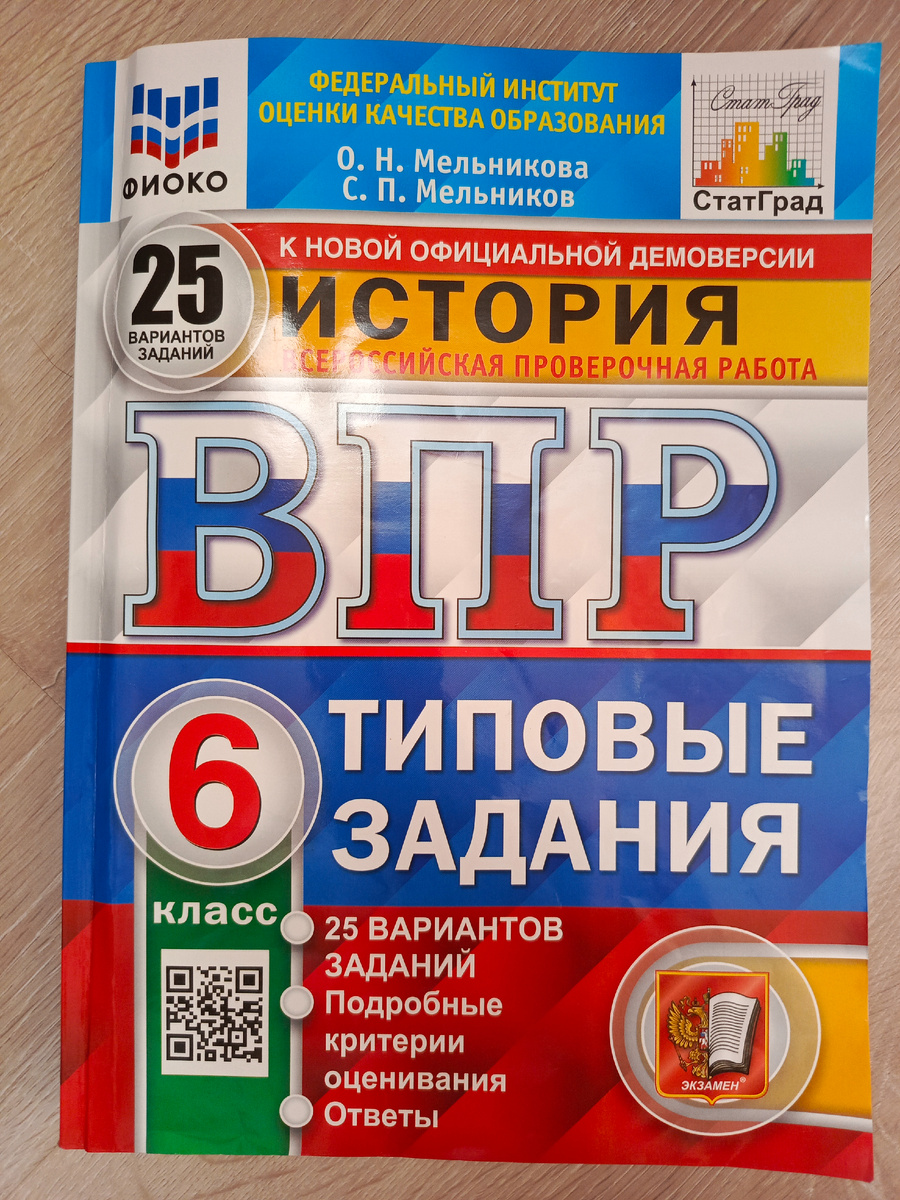 ФИОКО
ФЕДЕРАЛЬНЫЙ ИНСТИТУТ
ОЦЕНКИ КАЧЕСТВА ОБРАЗОВАНИЯ
О. Н. Мельникова
С. П. Мельников
СтатГрад
СтатГрад
25
ВАРИАНТОВ
ЗАДАНИЙ
К НОВОЙ ОФИЦИАЛЬНОЙ ДЕМОВЕРСИИ
ИСТОРИЯ
ВСЕРОССИЙСКАЯ ПРОВЕРОЧНАЯ РАБОТА
ВПР
6
класс
ТИПОВЫЕ
ЗАДАНИЯ
25 ВАРИАНТОВ
ЗАДАНИЙ
Подробные
критерии
оценивания
Ответы
ЭКЗАМЕН®